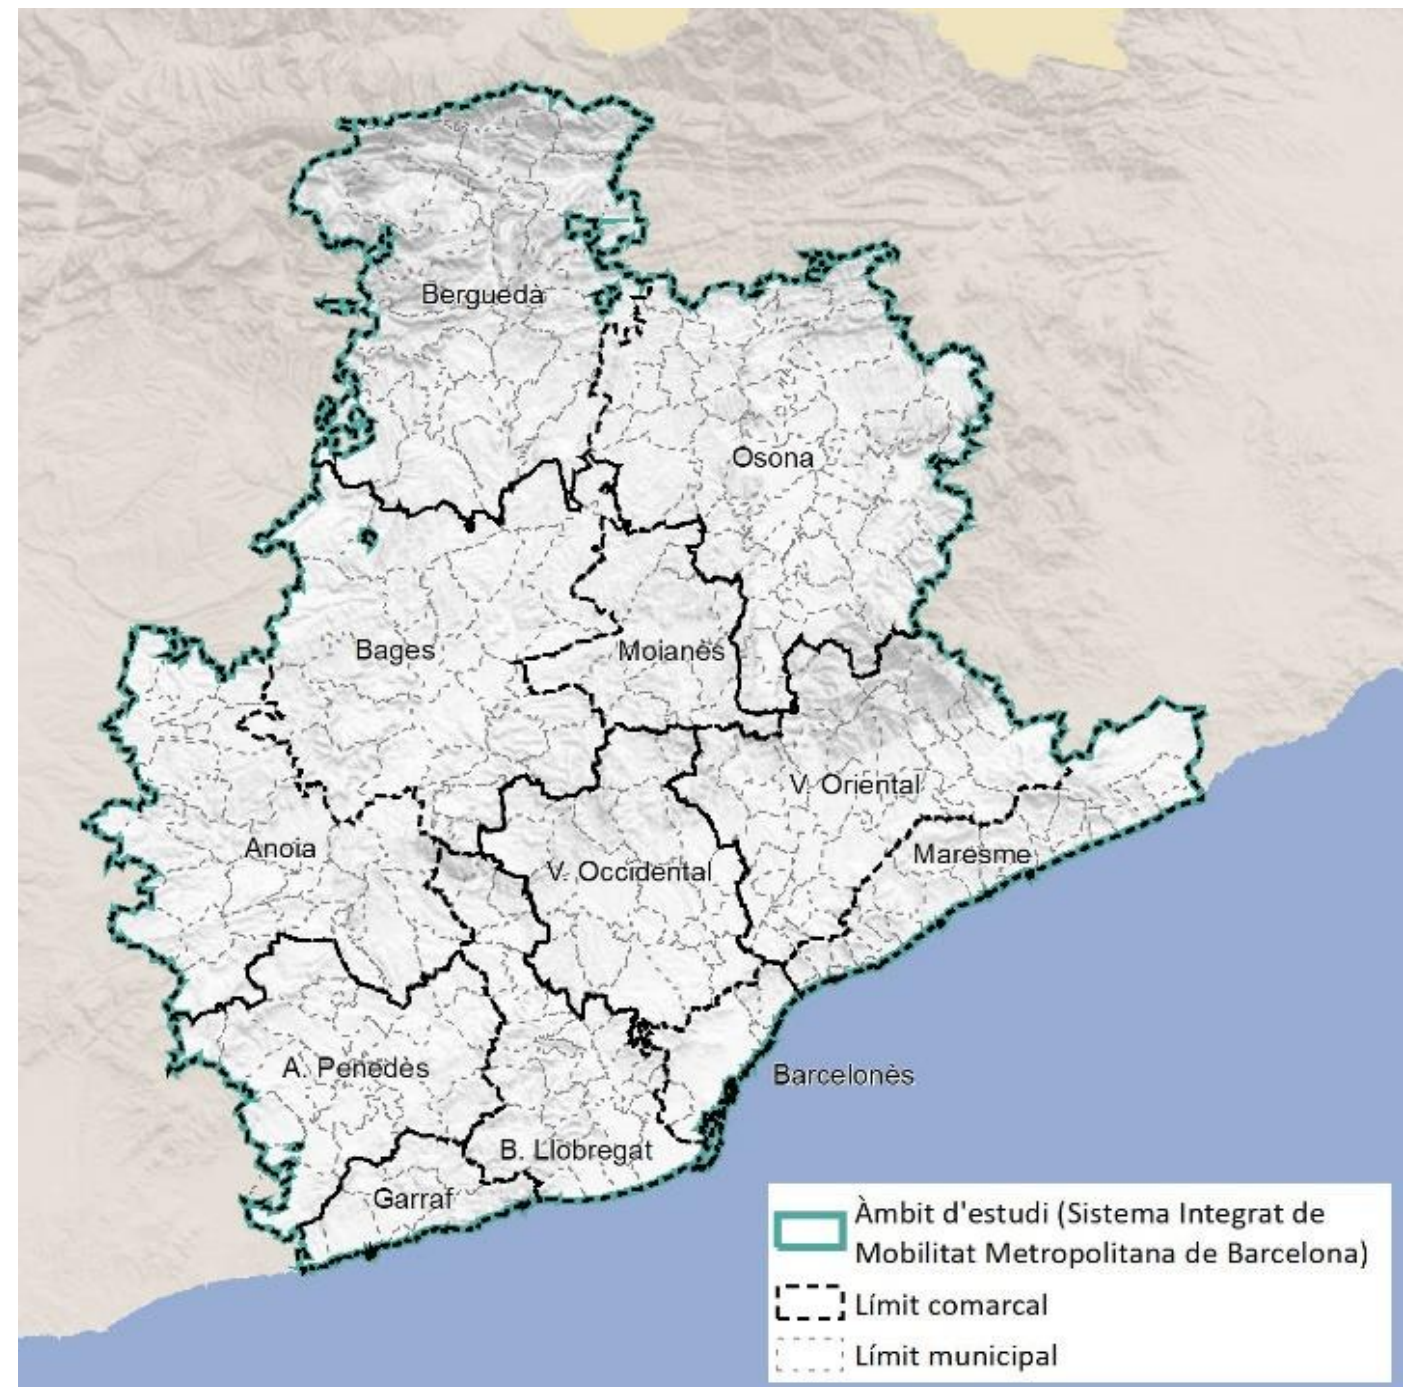 Berguedà
Osona
Bages
Moianès
V. Oriental
Anoia
V. Occidental
Maresme
A. Penedès
Barcelonès
B. Llobregat
Garraf
Àmbit d'estudi (Sistema Integrat de
Mobilitat Metropolitana de Barcelona)
Límit comarcal
Límit municipal